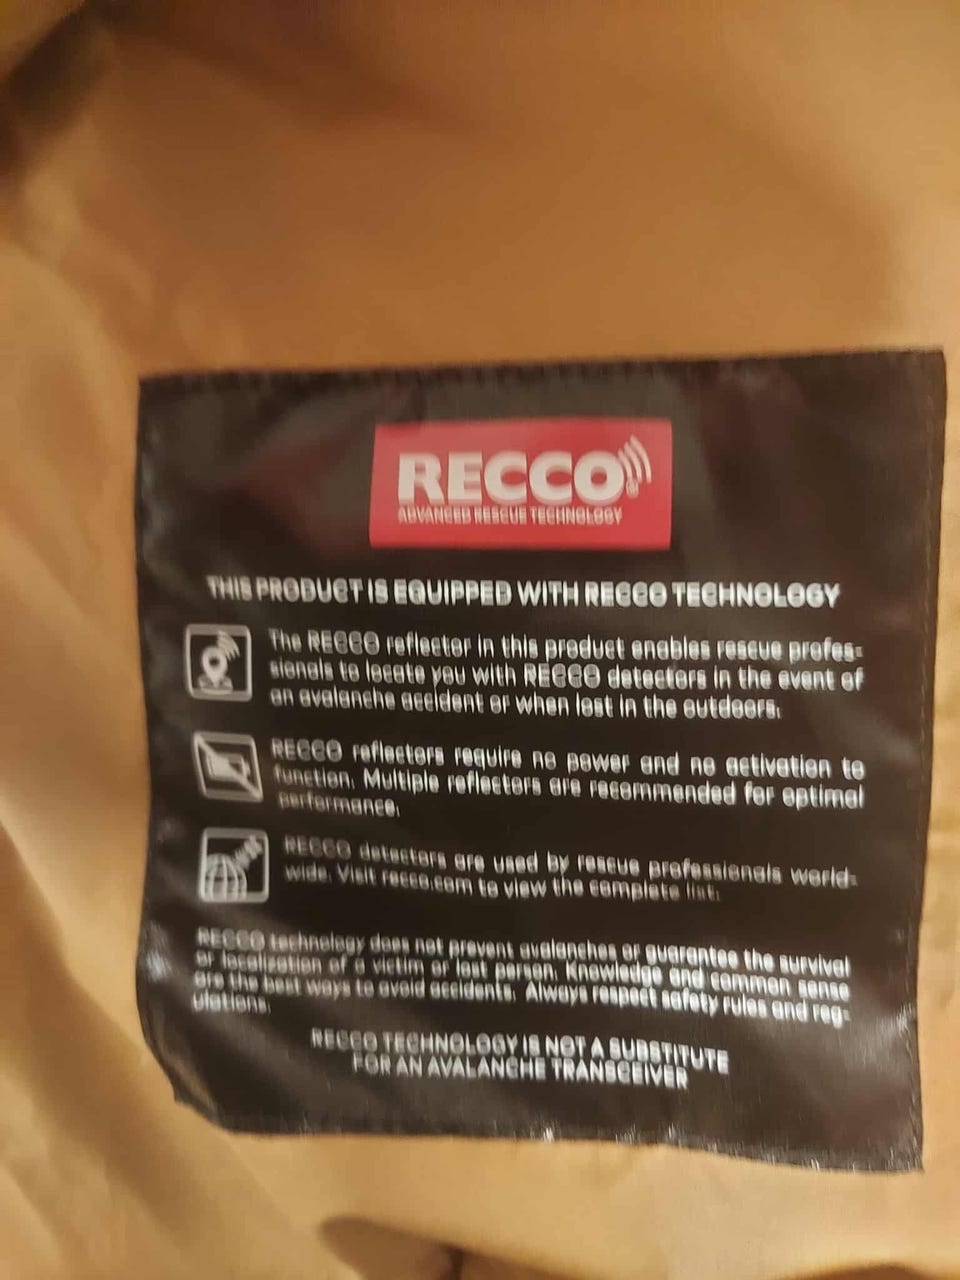 RECCO
ADVANCED RESCUE TECHNOLOGY
THIS PRODUCT IS EQUIPPED WITH RECCO TECHNOLOGY
The RECCO reflector in this product enables rescue profes-
sionals to locate you with RECCO detectors in the event of
an avalanche accident or when lost in the outdoors.
RECCO reflectors require no power and no activation to
function. Multiple reflectors are recommended for optimal
performance.
RECCO detectors are used by rescue professionals world-
wide. Visit recco.com to view the complete list.
RECCO technology does not prevent avalanches or guarantee the survival
or localisation of a victim or lost person. Knowledge and common sense
are the best ways to avoid accidents. Always respect safety rules and reg-
ulations.
RECCO TECHNOLOGY IS NOT A SUBSTITUTE
FOR AN AVALANCHE TRANSCEIVER